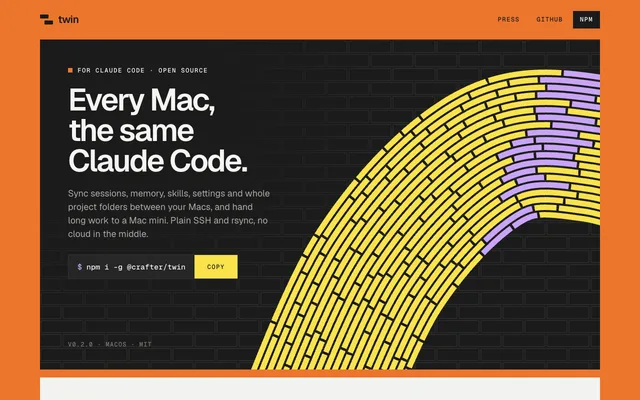 twin
PRESS
GITHUB
NPM
FOR CLAUDE CODE · OPEN SOURCE
Every Mac,
the same
Claude Code.
Sync sessions, memory, skills, settings and whole
project folders between your Macs, and hand
long work to a Mac mini. Plain SSH and rsync, no
cloud in the middle.
$ npm i -g @crafter/twin
COPY
V0.2.0 · MACOS · MIT